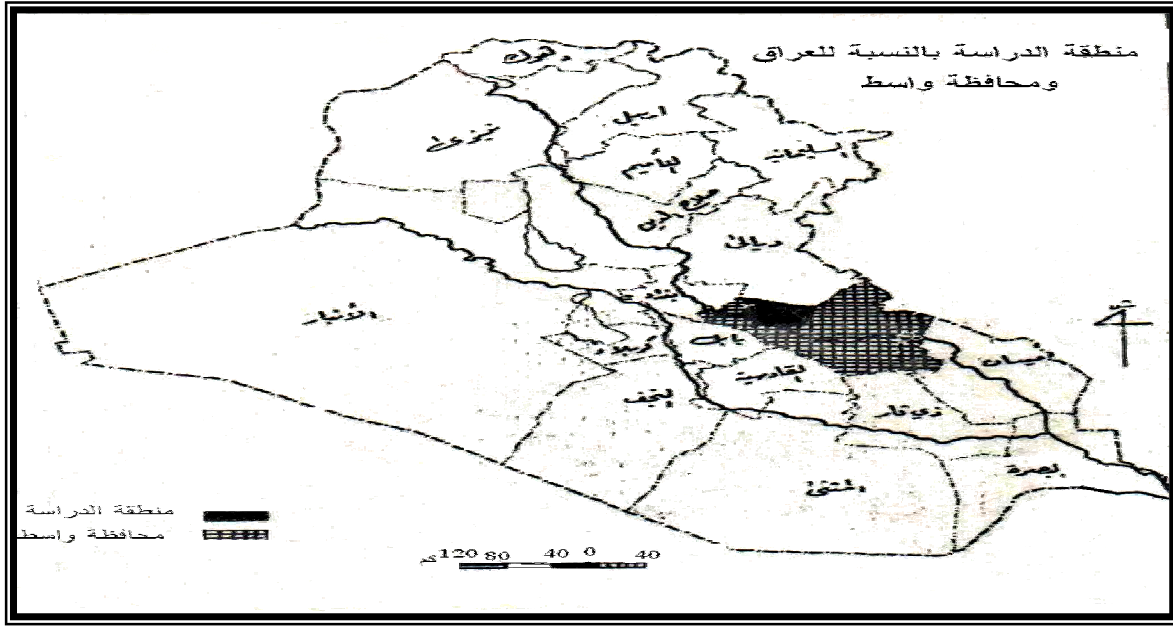 منطقة الدراسة بالنسبة للعراق
ومحافظة واسط
دهوك
نينوى
اربيل
السليمانيه
التأميم
صلاح الدين
ديالى
بغداد
الأنبار
بابل
كربلاء
القادسية
النجف
ميسان
ذي قار
المثنى
البصرة
منطقة الدراسة
محافظة واسط
كم 120 80 40 0 40